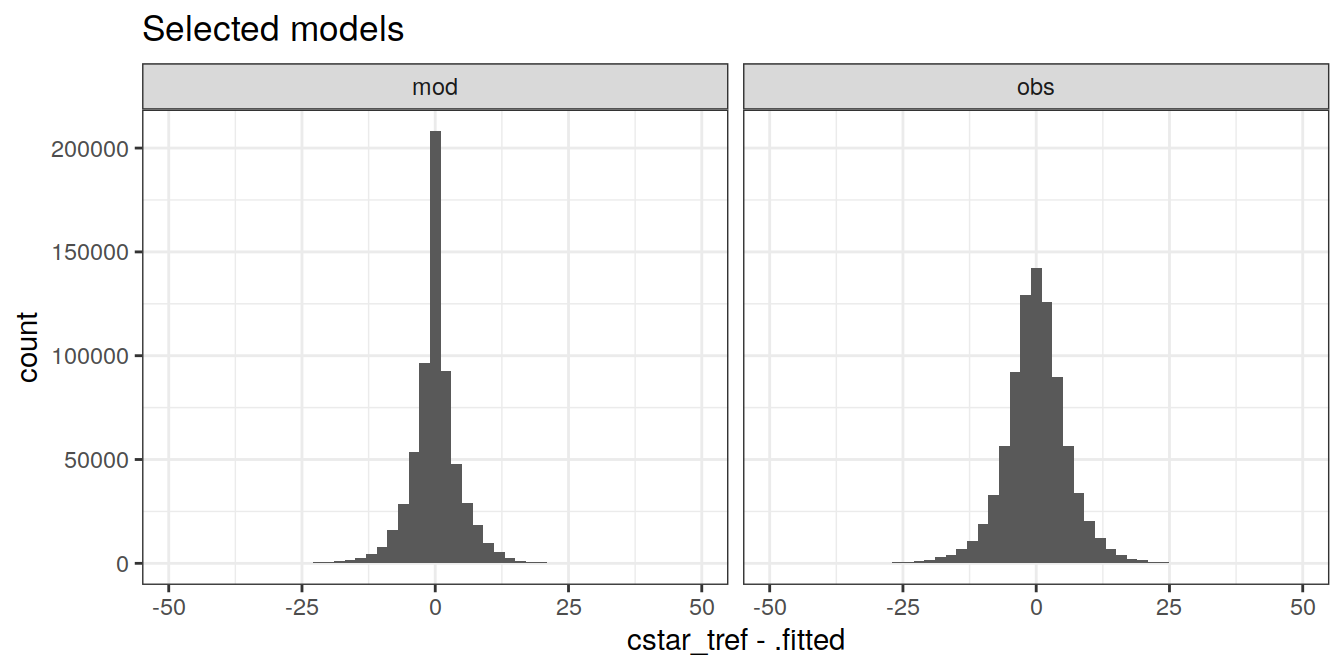 Selected models
mod
obs
200000
150000
100000
50000
0
count
-50 -25 0 25 50
-50 -25 0 25 50
cstar_tref - .fitted